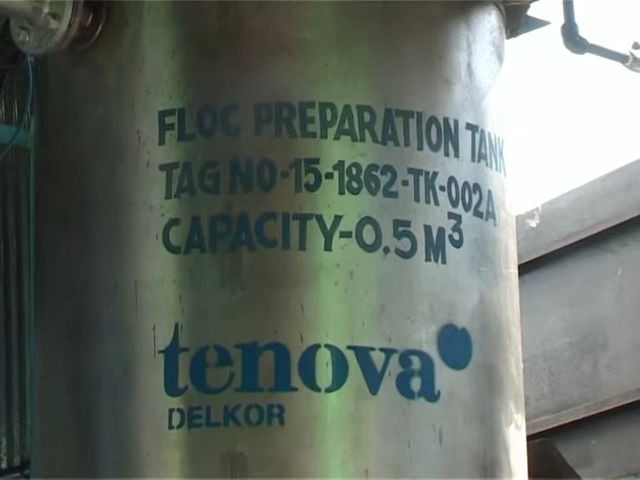 FLOC PREPARATION TANK
TAG NO-15-1862-TK-002A
CAPACITY-0.5 M³
tenova
DELKOR